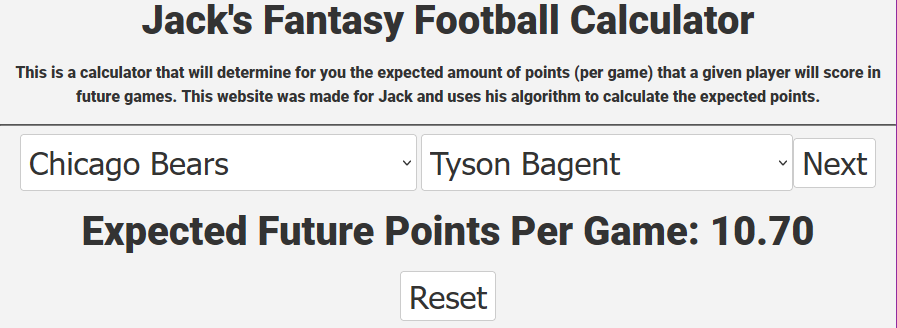 Jack's Fantasy Football Calculator
This is a calculator that will determine for you the expected amount of points (per game) that a given player will score in
future games. This website was made for Jack and uses his algorithm to calculate the expected points.
Chicago Bears Tyson Bagent Next
Expected Future Points Per Game: 10.70
Reset